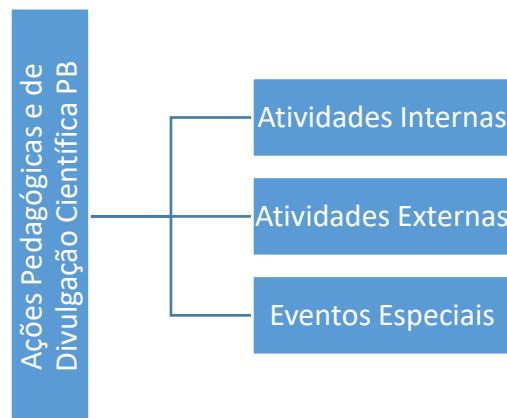 Ações Pedagógicas e de
Divulgação Científica PB
Atividades Internas
Atividades Externas
Eventos Especiais